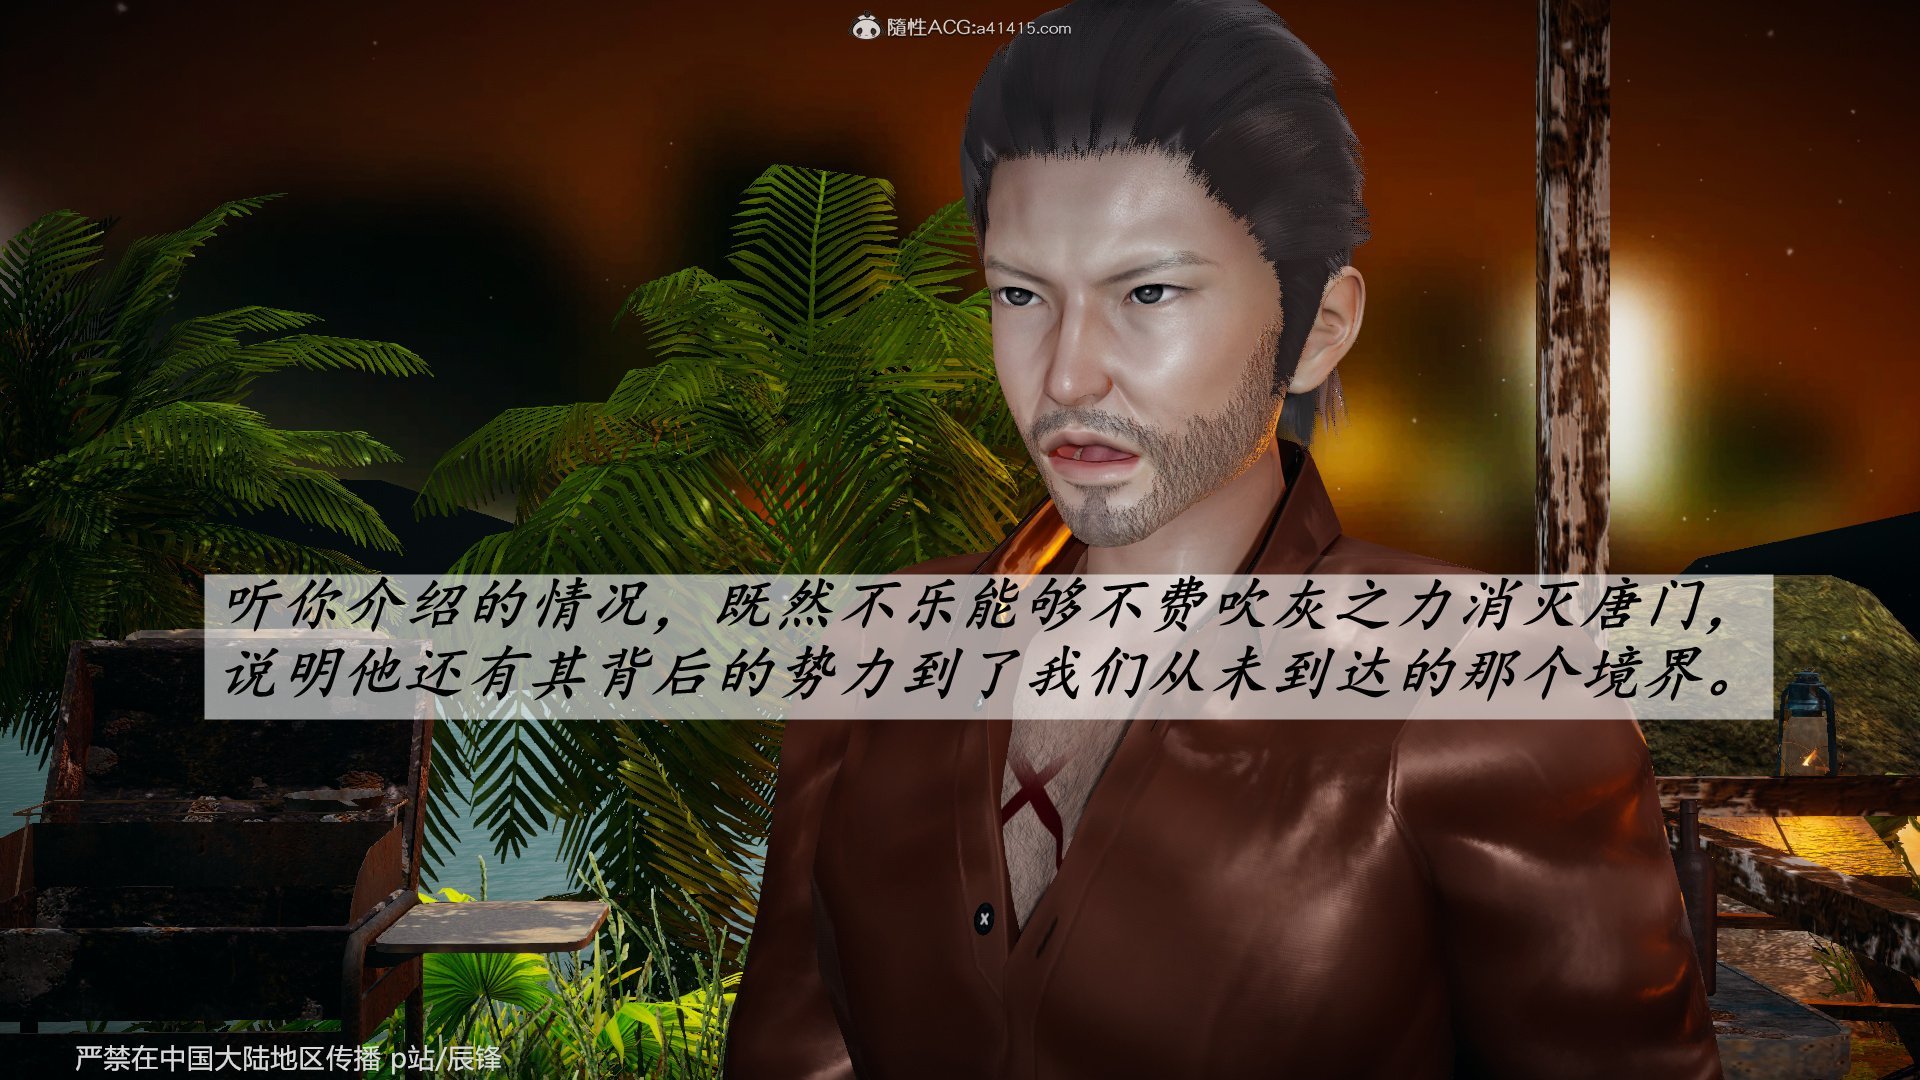 隨性ACG:a41415.com
听你介绍的情况，既然不乐能够不费吹灰之力消灭唐门，
说明他还有其背后的势力到了我们从未到达的那个境界。
严禁在中国大陆地区传播 p站/辰锋